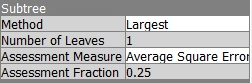 Subtree
Method Largest
Number of Leaves 1
Assessment Measure Average Square Error
Assessment Fraction 0.25